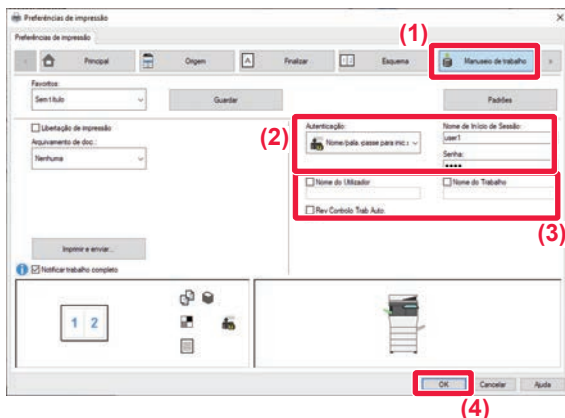 Preferências de impressão
Preferências de impressão
(1)
Principal Origem Finalizar Esquema Manuseio de trabalho
A
Favoritos:
Sem título Guardar Padrões
(2)
Libertação de impressão
Arquivamento de doc.:
Nenhuma
Autenticação:
Nome/pala.-passe para inic.s
Nome de Início de Sessão:
user1
Senha:
••••
Nome do Utilizador Nome do Trabalho
Rev Controlo Trab Auto.
(3)
Imprimir e enviar...
Notificar trabalho completo
1 2
OK Cancelar Ajuda
(4)